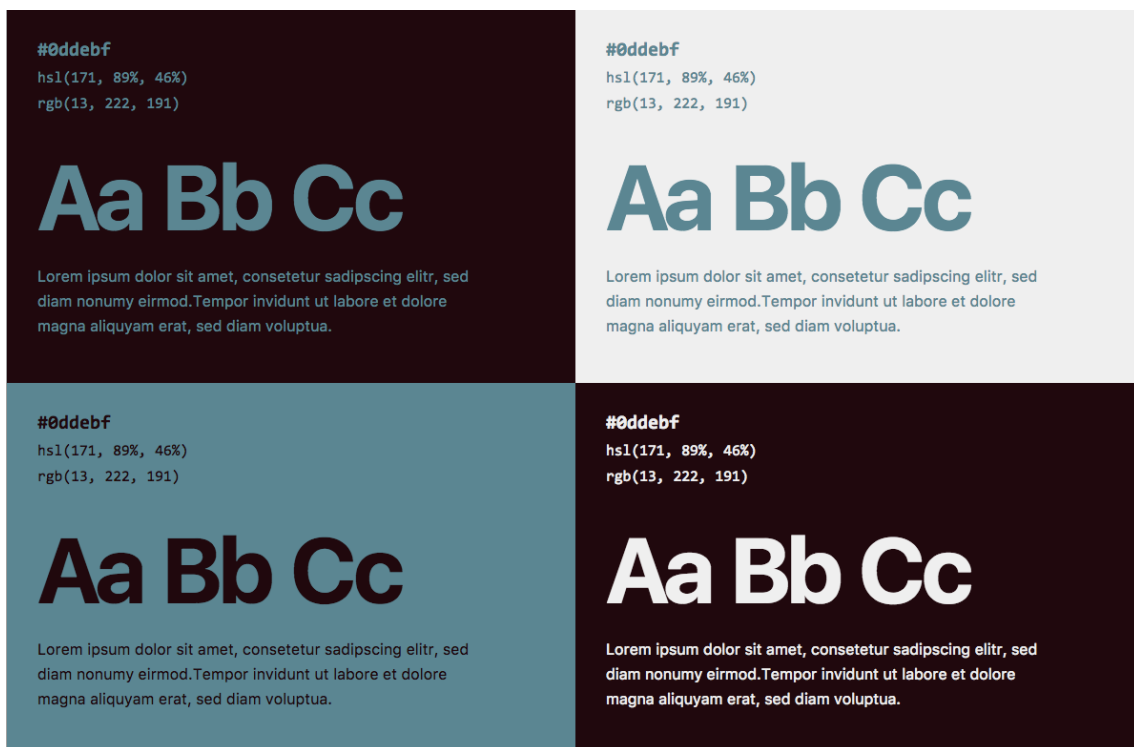 #0ddebf
hsl(171, 89%, 46%)
rgb(13, 222, 191)
Aa Bb Cc
Lorem ipsum dolor sit amet, consetetur sadipscing elitr, sed
diam nonumy eirmod.Tempor invidunt ut labore et dolore
magna aliquyam erat, sed diam voluptua.
#0ddebf
hsl(171, 89%, 46%)
rgb(13, 222, 191)
Aa Bb Cc
Lorem ipsum dolor sit amet, consetetur sadipscing elitr, sed
diam nonumy eirmod.Tempor invidunt ut labore et dolore
magna aliquyam erat, sed diam voluptua.
#0ddebf
hsl(171, 89%, 46%)
rgb(13, 222, 191)
Aa Bb Cc
Lorem ipsum dolor sit amet, consetetur sadipscing elitr, sed
diam nonumy eirmod.Tempor invidunt ut labore et dolore
magna aliquyam erat, sed diam voluptua.
#0ddebf
hsl(171, 89%, 46%)
rgb(13, 222, 191)
Aa Bb Cc
Lorem ipsum dolor sit amet, consetetur sadipscing elitr, sed
diam nonumy eirmod.Tempor invidunt ut labore et dolore
magna aliquyam erat, sed diam voluptua.